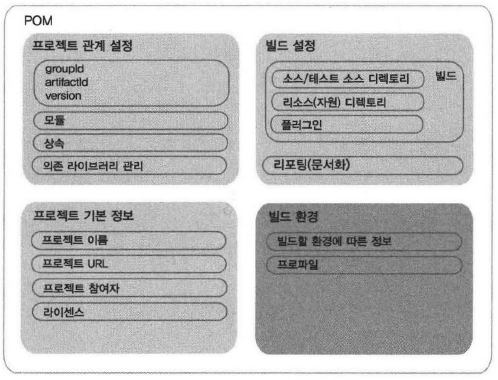 POM
프로젝트 관계 설정
groupId
artifactId
version
모듈
상속
의존 라이브러리 관리
빌드 설정
빌드
소스/테스트 소스 디렉토리
리소스(자원) 디렉토리
플러그인
리포팅(문서화)
프로젝트 기본 정보
프로젝트 이름
프로젝트 URL
프로젝트 참여자
라이센스
빌드 환경
빌드할 환경에 따른 정보
프로파일